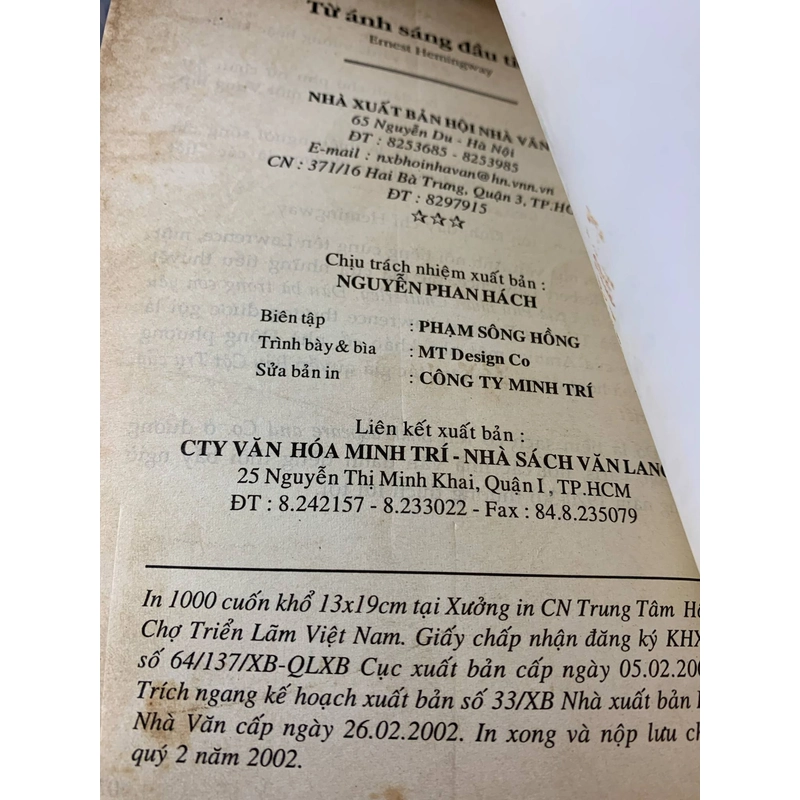 Từ ánh sáng đầu
Ernest Hemingway
NHÀ XUẤT BẢN HỘI NHÀ VĂN
65 Nguyễn Du - Hà Nội
ĐT : 8253685 - 8253985
E-mail : nxbhoinhavan@hn.vnn.vn
CN : 371/16 Hai Bà Trưng, Quận 3, TP.HC
ĐT : 8297915
Chịu trách nhiệm xuất bản :
NGUYỄN PHAN HÁCH
Biên tập : PHẠM SÔNG HỒNG
Trình bày & bìa : MT Design Co
Sửa bản in : CÔNG TY MINH TRÍ
Liên kết xuất bản :
CTY VĂN HÓA MINH TRÍ - NHÀ SÁCH VĂN LANG
25 Nguyễn Thị Minh Khai, Quận I , TP.HCM
ĐT : 8.242157 - 8.233022 - Fax : 84.8.235079
In 1000 cuốn khổ 13x19cm tại Xưởng in CN Trung Tâm
Chợ Triển Lãm Việt Nam. Giấy chấp nhận đăng ký KHX
số 64/137/XB-QLXB Cục xuất bản cấp ngày 05.02.200
Trích ngang kế hoạch xuất bản số 33/XB Nhà xuất bản
Nhà Văn cấp ngày 26.02.2002. In xong và nộp lưu ch
quý 2 năm 2002.